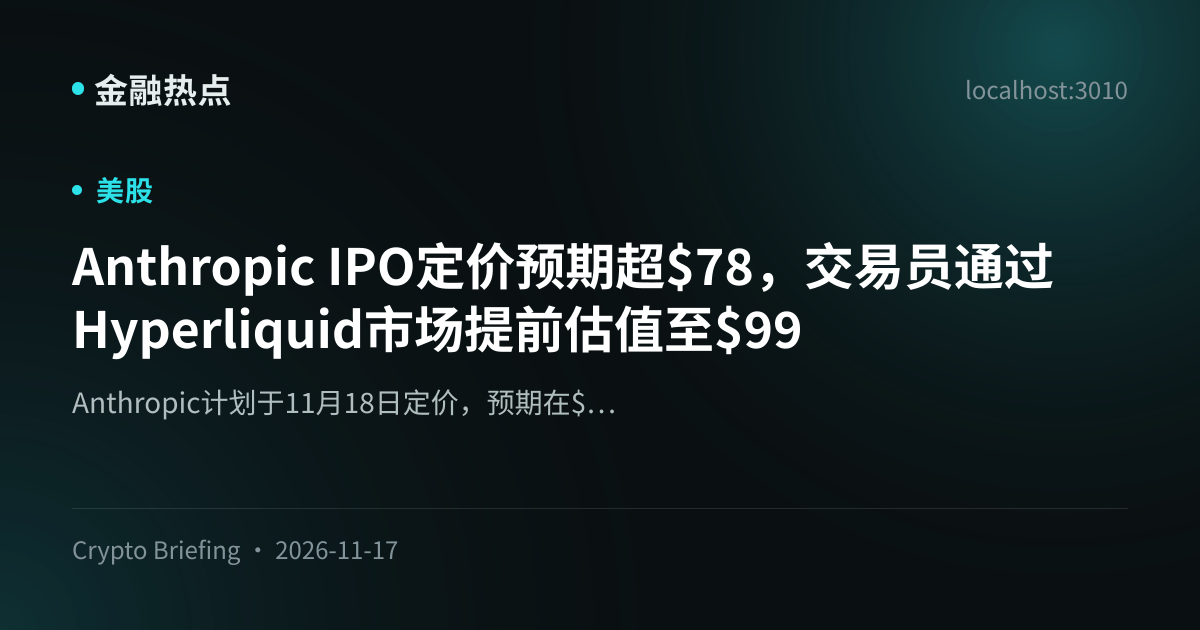 金融热点
localhost:3010
美股
Anthropic IPO定价预期超$78，交易员通过
Hyperliquid市场提前估值至$99
Anthropic计划于11月18日定价，预期在$…
Crypto Briefing · 2026-11-17